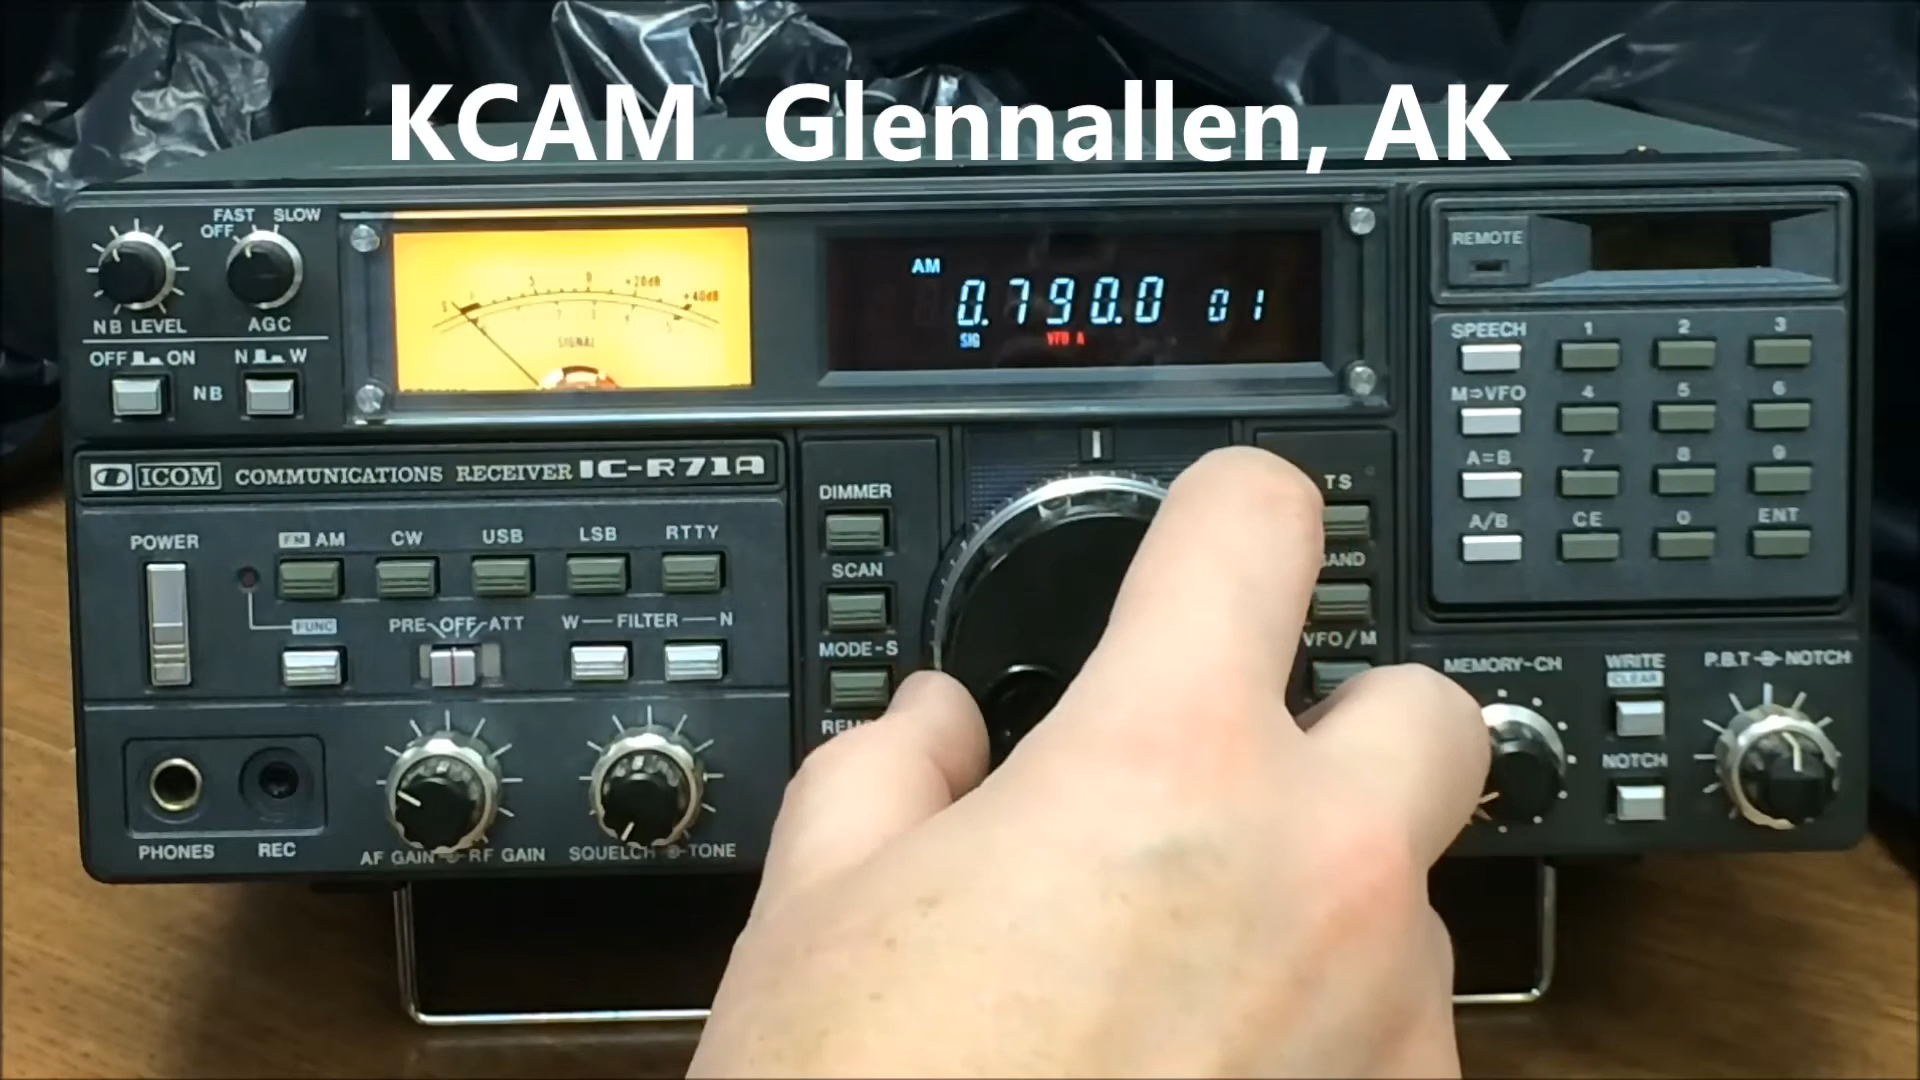 KCAM Glennallen, AK
FAST SLOW
OFF
NB LEVEL AGC
OFF ON N W
NB
5 9 +20dB +40dB
SIGNAL
AM
0.790.0 01
SIG VFO A
REMOTE
SPEECH 1 2 3
M⇒VFO 4 5 6
A=B 7 8 9
A/B CE 0 ENT
ICOM COMMUNICATIONS RECEIVER IC-R71A
POWER FM AM CW USB LSB RTTY
FUNC PRE OFF ATT W FILTER N
PHONES REC AF GAIN RF GAIN SQUELCH TONE
DIMMER
SCAN
MODE-S
TS
VFO/M
MEMORY-CH WRITE P.B.T NOTCH
CLEAR
NOTCH